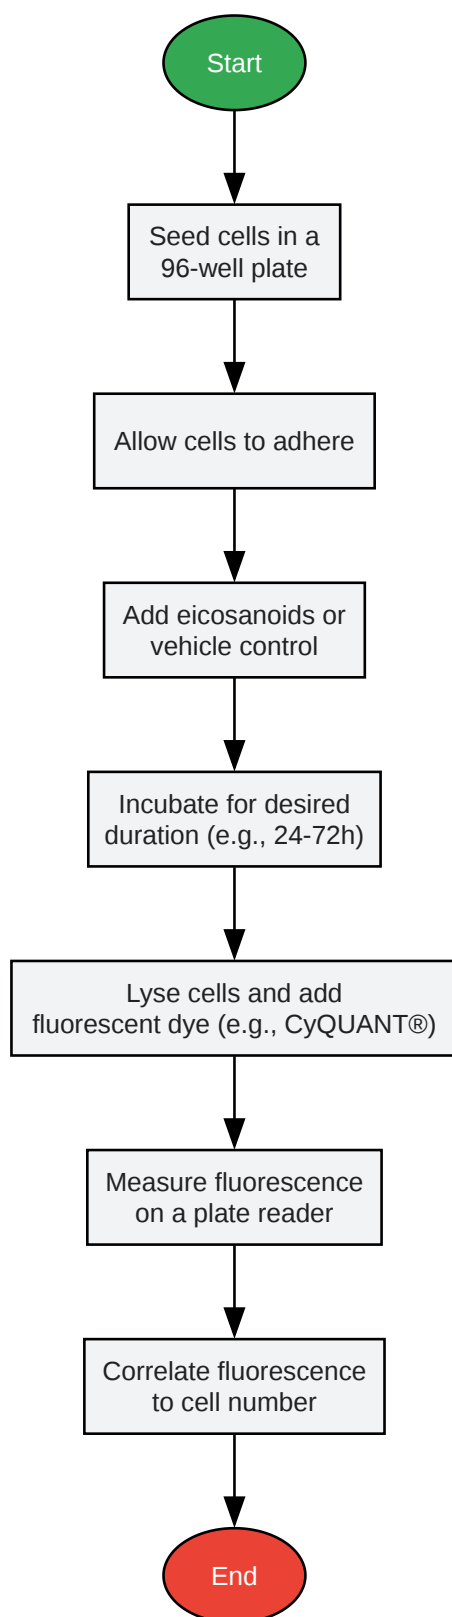 Start
Seed cells in a
96-well plate
Allow cells to adhere
Add eicosanoids or
vehicle control
Incubate for desired
duration (e.g., 24-72h)
Lyse cells and add
fluorescent dye (e.g., CyQUANT®)
Measure fluorescence
on a plate reader
Correlate fluorescence
to cell number
End